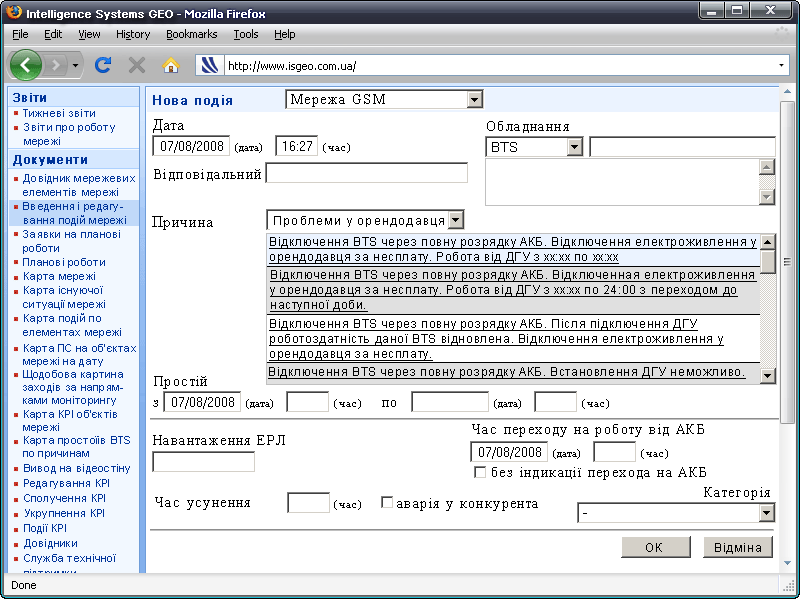 Intelligence Systems GEO - Mozilla Firefox
File Edit View History Bookmarks Tools Help
http://www.isgeo.com.ua/
Звіти
Тижневі звіти
Звіти про роботу
мережі
Документи
Довідник мережевих
елементів мережі
Введення і редагу-
вання подій мережі
Заявки на планові
роботи
Планові роботи
Карта мережі
Карта існуючої
ситуації мережі
Карта подій по
елементах мережі
Карта ПС на об'єктах
мережі на дату
Щодобова картина
заходів за напрям-
ками моніторингу
Карта КРІ об'єктів
мережі
Карта простоїв BTS
по причинам
Вивод на відеостіну
Редагування КРІ
Сполучення КРІ
Укрупнення КРІ
Події КРІ
Довідники
Служба технічної
підтримки
Нова подія Мережа GSM
Дата
07/08/2008 (дата) 16:27 (час)
Обладнання
BTS
Відповідальний
Причина Проблеми у орендодавця
Відключення BTS через повну розрядку АКБ. Відключення електроживлення у
орендодавця за несплату. Робота від ДГУ з xx:xx по xx:xx
Відключення BTS через повну розрядку АКБ. Відключенная електроживлення
у орендодавця за несплату. Робота від ДГУ з xx:xx по 24:00 з переходом до
наступної доби.
Відключення BTS через повну розрядку АКБ. Після підключення ДГУ
роботоздатність даної BTS відновлена. Відключення електроживлення у
орендодавця за несплату.
Відключення BTS через повну розрядку АКБ. Встановлення ДГУ неможливо.
Простій
з 07/08/2008 (дата) (час) по (дата) (час)
Навантаження ЕРЛ
Час переходу на роботу від АКБ
07/08/2008 (дата) (час)
без індикації перехода на АКБ
Час усунення (час) аварія у конкурента
Категорія
-
OK Відміна
Done